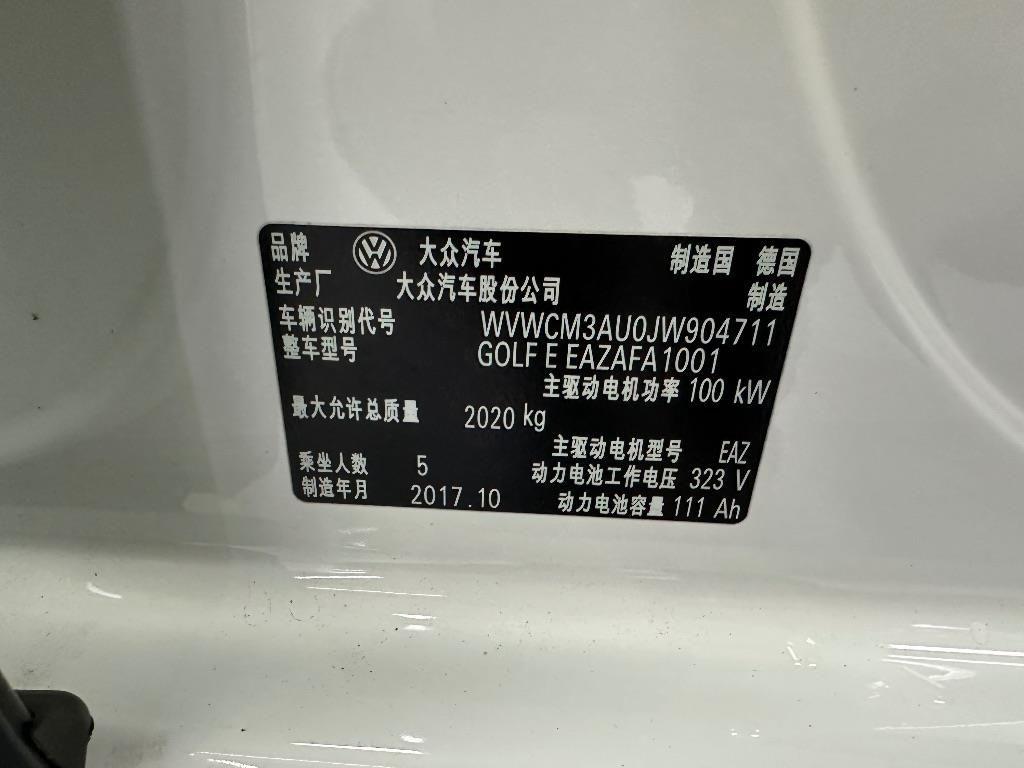 品牌 大众汽车 制造国 德国
生产厂 大众汽车股份公司 制造
车辆识别代号 WVWCM3AU0JW904711
整车型号 GOLF E EAZAFA1001
主驱动电机功率 100 kW
最大允许总质量 2020 kg
主驱动电机型号 EAZ
乘坐人数 5 动力电池工作电压 323 V
制造年月 2017.10 动力电池容量 111 Ah